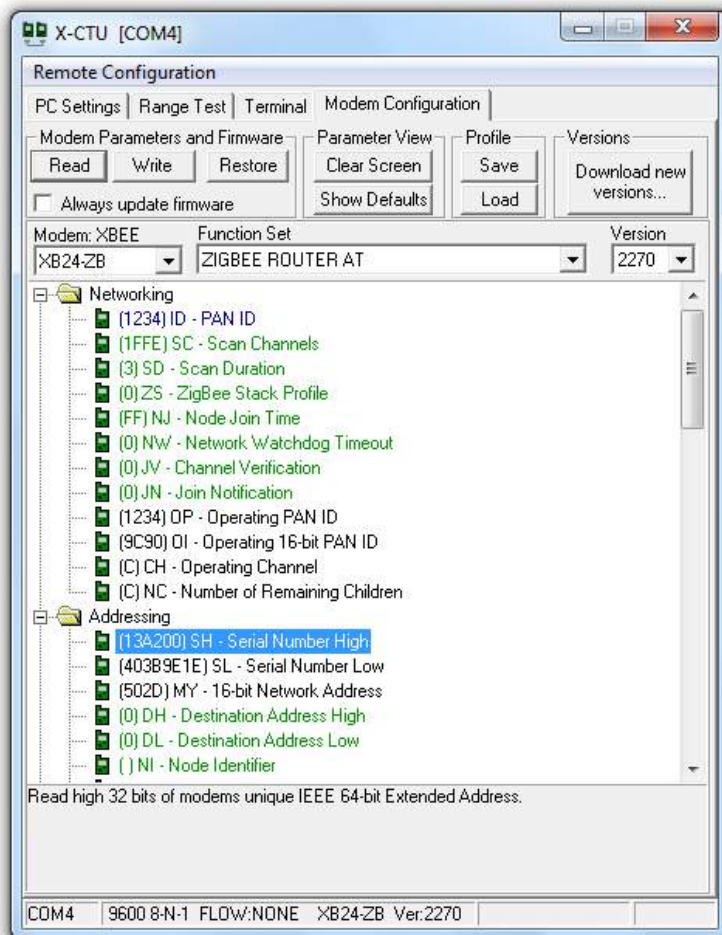 X-CTU [COM4]
Remote Configuration
PC Settings Range Test Terminal Modem Configuration
Modem Parameters and Firmware Parameter View Profile Versions
Read Write Restore Clear Screen Save Download new versions...
Always update firmware Show Defaults Load
Modem: XBEE Function Set Version
XB24-ZB ZIGBEE ROUTER AT 2270
Networking
(1234) ID - PAN ID
(1FFE) SC - Scan Channels
(3) SD - Scan Duration
(0) ZS - ZigBee Stack Profile
(FF) NJ - Node Join Time
(0) NW - Network Watchdog Timeout
(0) JV - Channel Verification
(0) JN - Join Notification
(1234) OP - Operating PAN ID
(9C90) OI - Operating 16-bit PAN ID
(C) CH - Operating Channel
(C) NC - Number of Remaining Children
Addressing
(13A200) SH - Serial Number High
(403B9E1E) SL - Serial Number Low
(502D) MY - 16-bit Network Address
(0) DH - Destination Address High
(0) DL - Destination Address Low
( ) NI - Node Identifier
Read high 32 bits of modems unique IEEE 64-bit Extended Address.
COM4 9600 8-N-1 FLOW:NONE XB24-ZB Ver:2270